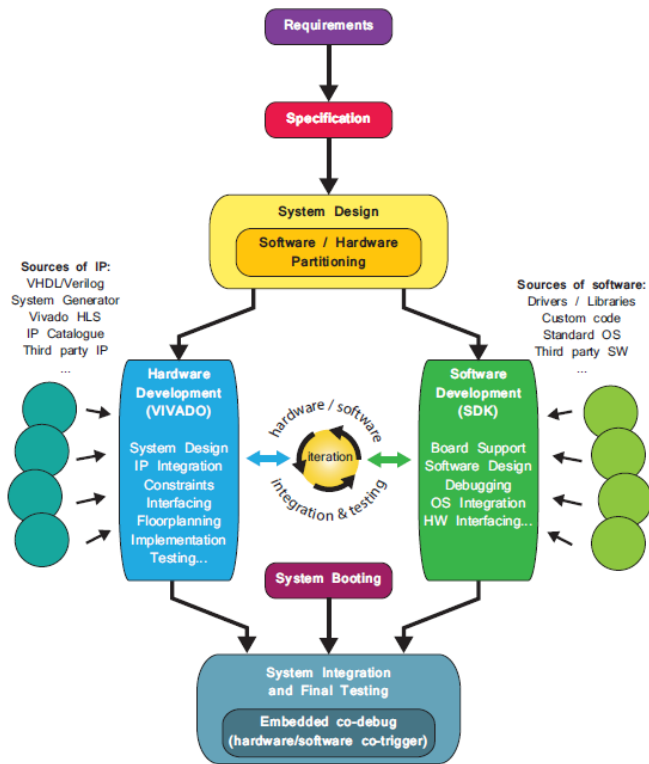 Requirements
Specification
System Design
Software / Hardware
Partitioning
Sources of IP:
VHDL/Verilog
System Generator
Vivado HLS
IP Catalogue
Third party IP
...
Sources of software:
Drivers / Libraries
Custom code
Standard OS
Third party SW
...
Hardware
Development
(VIVADO)
System Design
IP Integration
Constraints
Interfacing
Floorplanning
Implementation
Testing...
hardware / software
iteration
integration & testing
Software
Development
(SDK)
Board Support
Software Design
Debugging
OS Integration
HW Interfacing...
System Booting
System Integration
and Final Testing
Embedded co-debug
(hardware/software co-trigger)